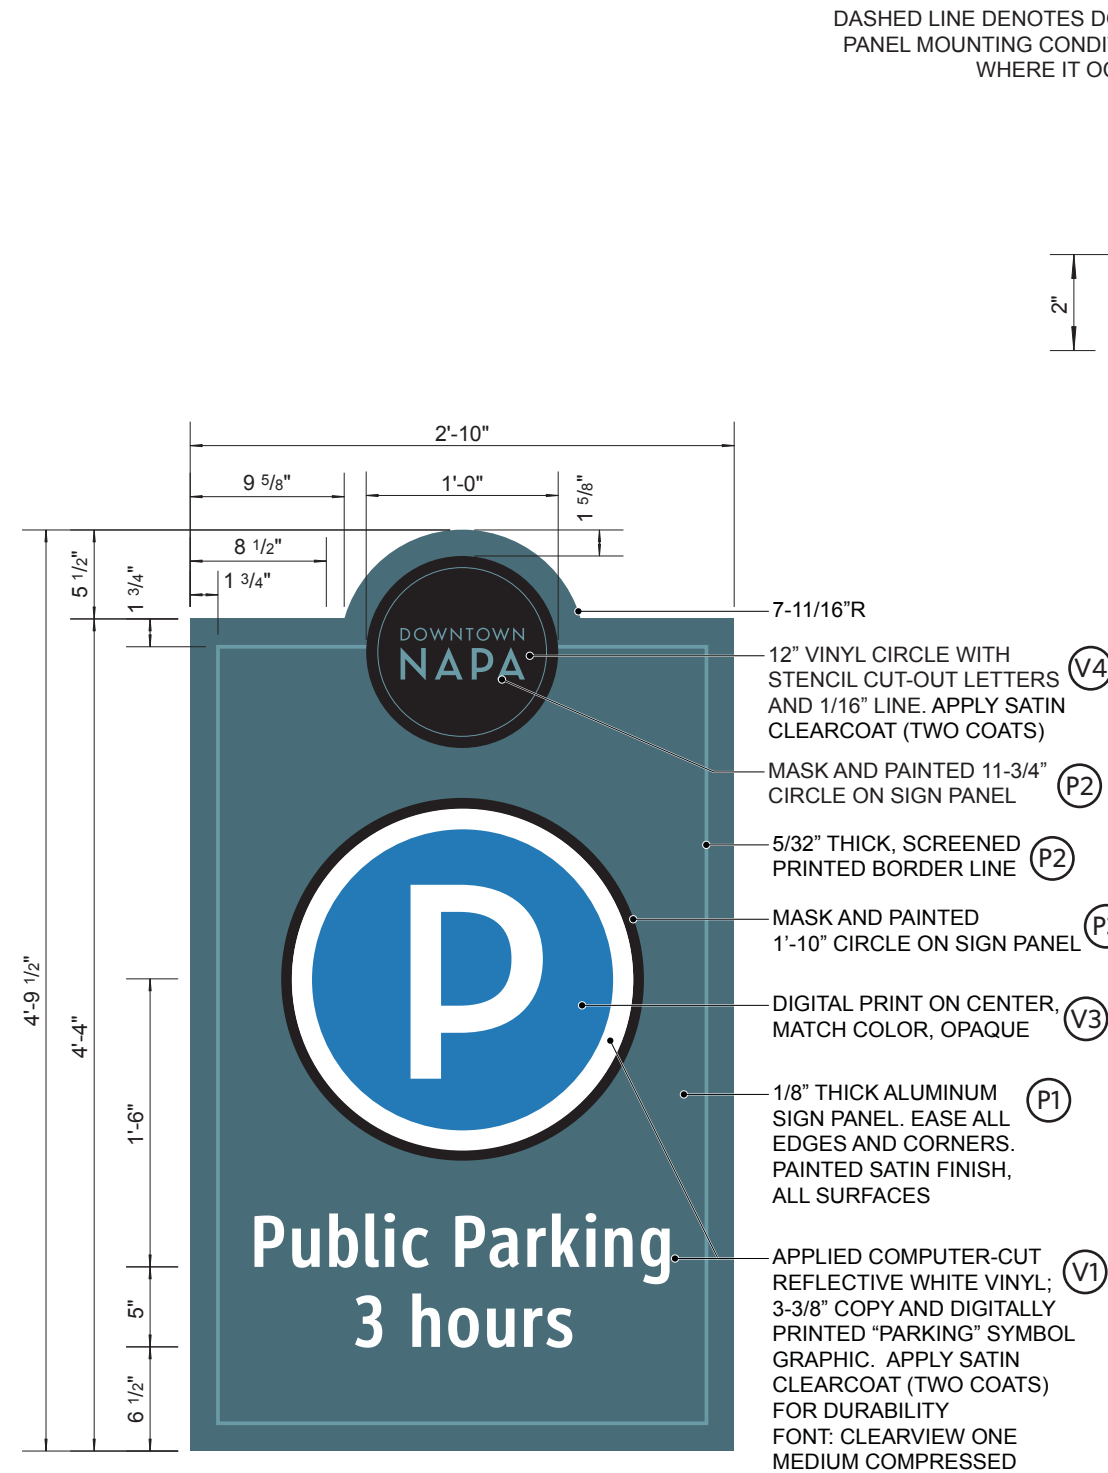 DASHED LINE DENOTES
PANEL MOUNTING
WHERE IT
2"
2'-10"
9 5/8"
1'-0"
1 5/8"
8 1/2"
1 3/4"
5 1/2"
1 3/4"
4'-9 1/2"
4'-4"
1'-6"
5"
6 1/2"
DOWNTOWN
NAPA
P
Public Parking
3 hours
7-11/16”R
12” VINYL CIRCLE WITH
STENCIL CUT-OUT LETTERS
AND 1/16” LINE. APPLY SATIN
CLEARCOAT (TWO COATS)
V4
MASK AND PAINTED 11-3/4”
CIRCLE ON SIGN PANEL
P2
5/32” THICK, SCREENED
PRINTED BORDER LINE
P2
MASK AND PAINTED
1’-10” CIRCLE ON SIGN PANEL
DIGITAL PRINT ON CENTER,
MATCH COLOR, OPAQUE
V3
1/8” THICK ALUMINUM
SIGN PANEL. EASE ALL
EDGES AND CORNERS.
PAINTED SATIN FINISH,
ALL SURFACES
P1
APPLIED COMPUTER-CUT
REFLECTIVE WHITE VINYL;
3-3/8” COPY AND DIGITALLY
PRINTED “PARKING” SYMBOL
GRAPHIC. APPLY SATIN
CLEARCOAT (TWO COATS)
FOR DURABILITY
FONT: CLEARVIEW ONE
MEDIUM COMPRESSED
V1